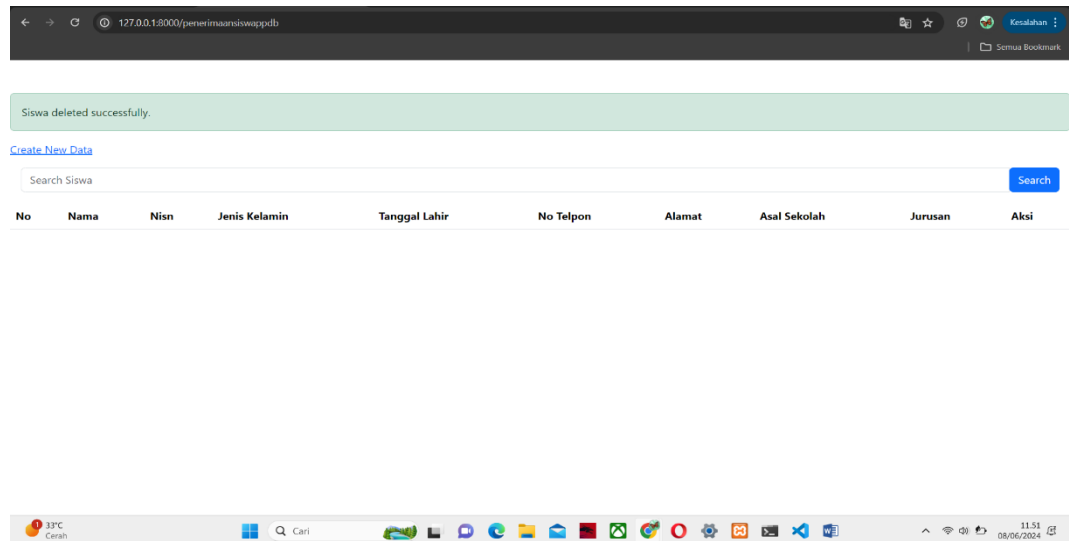 127.0.0.1:8000/penerimaansiswappdb
Kesalahan
Semua Bookmark
Siswa deleted successfully.
Create New Data
Search Siswa
Search
No Nama Nisn Jenis Kelamin Tanggal Lahir No Telpon Alamat Asal Sekolah Jurusan Aksi
1
33°C
Cerah
Cari
11.51
08/06/2024